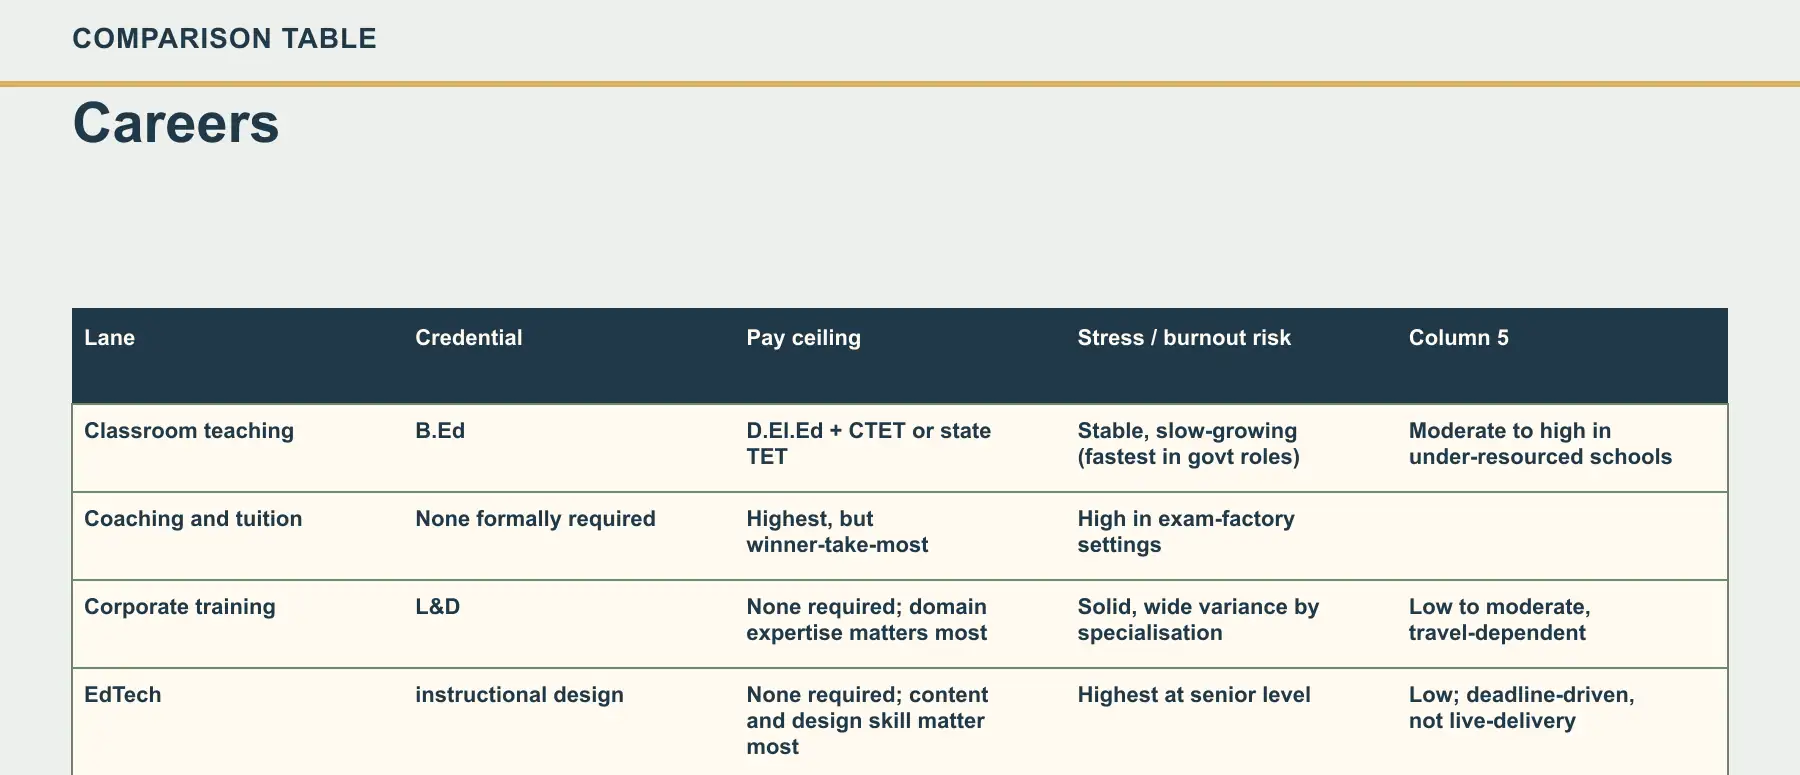 COMPARISON TABLE
Careers
Lane Credential Pay ceiling Stress / burnout risk Column 5
Classroom teaching B.Ed D.El.Ed + CTET or state TET Stable, slow-growing (fastest in govt roles) Moderate to high in under-resourced schools
Coaching and tuition None formally required Highest, but winner-take-most High in exam-factory settings
Corporate training L&D None required; domain expertise matters most Solid, wide variance by specialisation Low to moderate, travel-dependent
EdTech instructional design None required; content and design skill matter most Highest at senior level Low; deadline-driven, not live-delivery